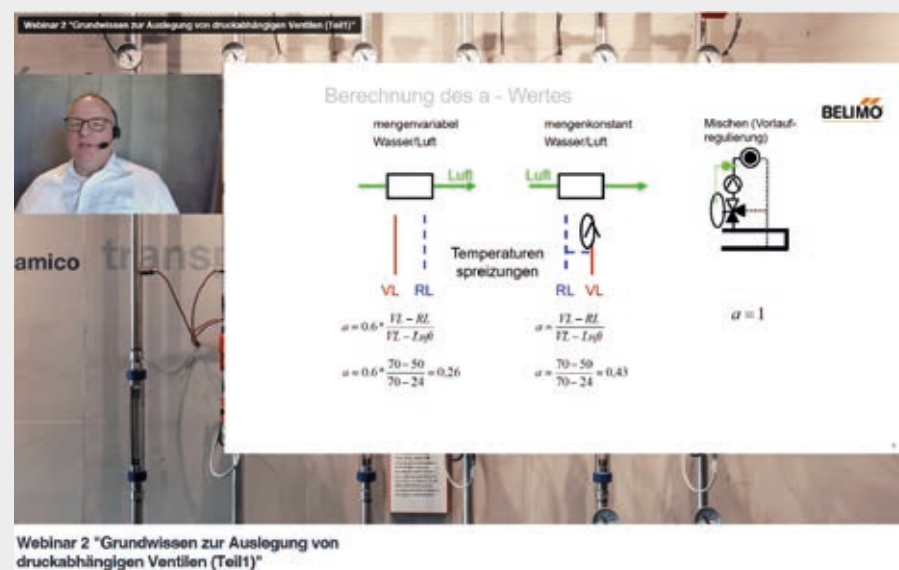 Webinar 2 "Grundwissen zur Auslegung von druckabhängigen Ventilen (Teil1)"
Berechnung des a - Wertes
BELIMO
mengenvariabel
Wasser/Luft
mengenkonstant
Wasser/Luft
Mischen (Vorlauf-
regulierung)
Luft
Luft
amico
trans
Temperaturen
spreizungen
VL RL
RL VL
a = 0.6* VL – RL
VL – Luft
a = VL – RL
VL – Luft
a = 1
a = 0.6* 70 – 50
70 – 24 = 0,26
a = 70 – 50
70 – 24 = 0,43
Webinar 2 "Grundwissen zur Auslegung von
druckabhängigen Ventilen (Teil1)"